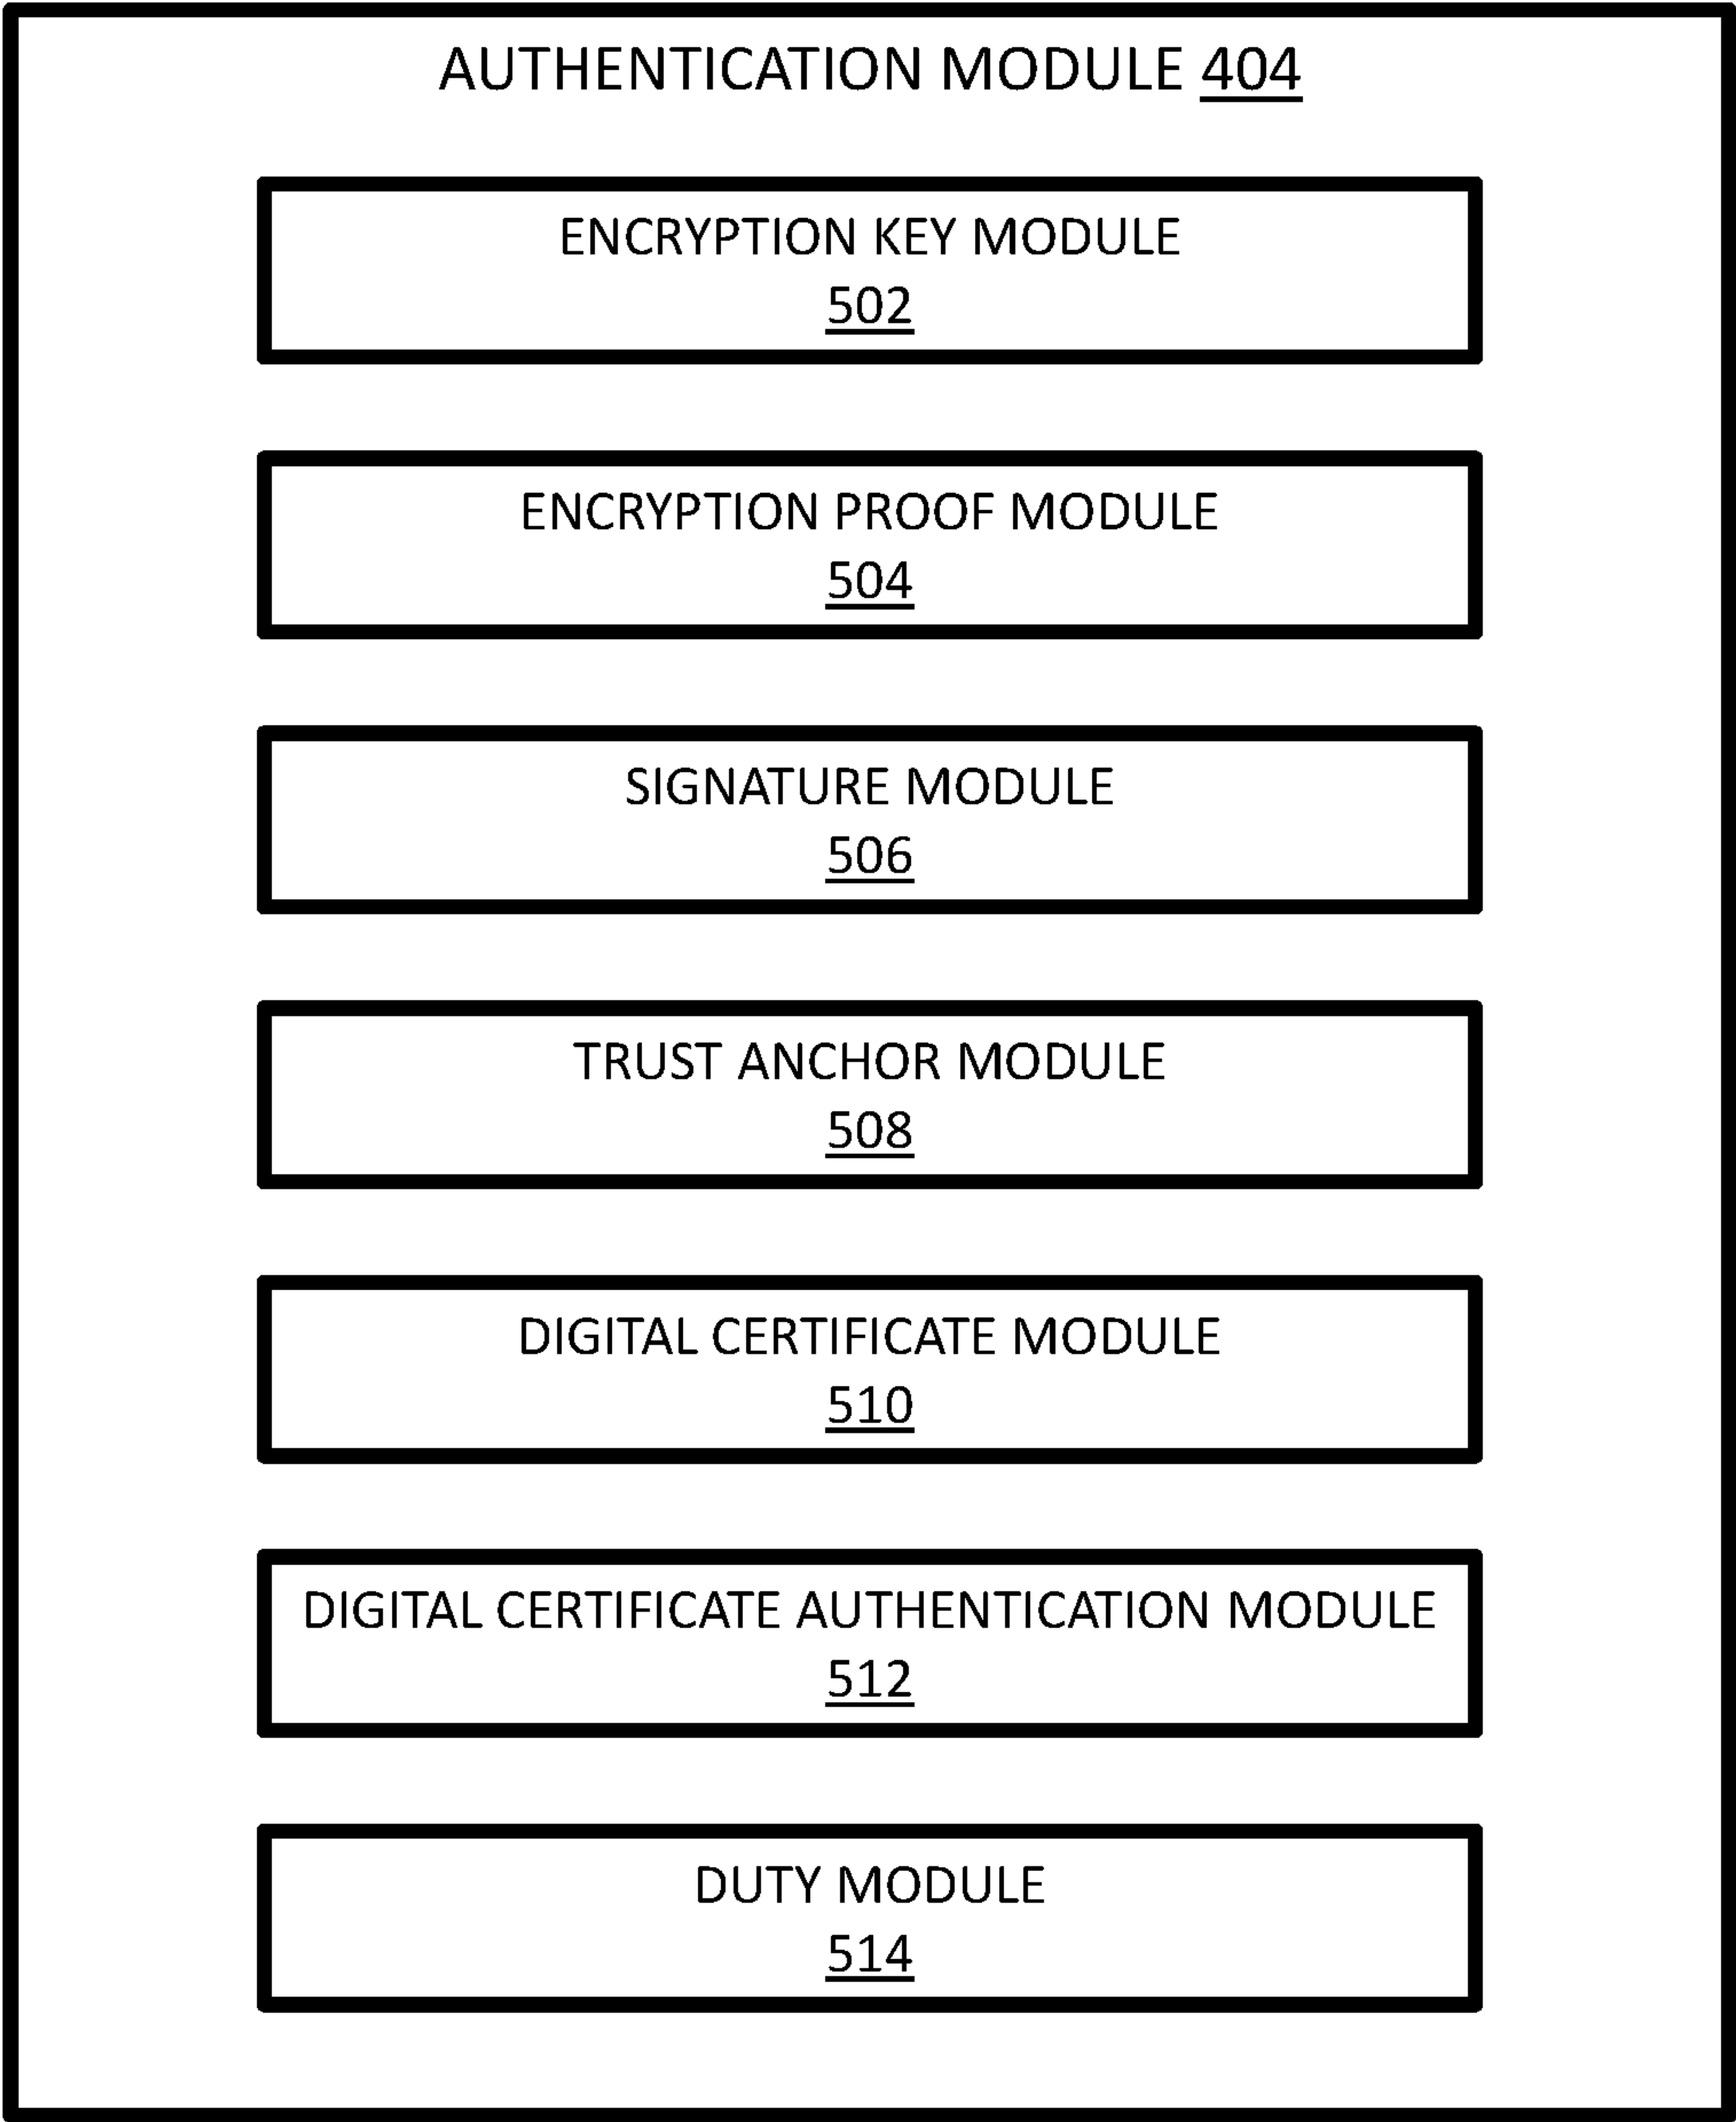 AUTHENTICATION MODULE 404
ENCRYPTION KEY MODULE
502
ENCRYPTION PROOF MODULE
504
SIGNATURE MODULE
506
TRUST ANCHOR MODULE
508
DIGITAL CERTIFICATE MODULE
510
DIGITAL CERTIFICATE AUTHENTICATION MODULE
512
DUTY MODULE
514